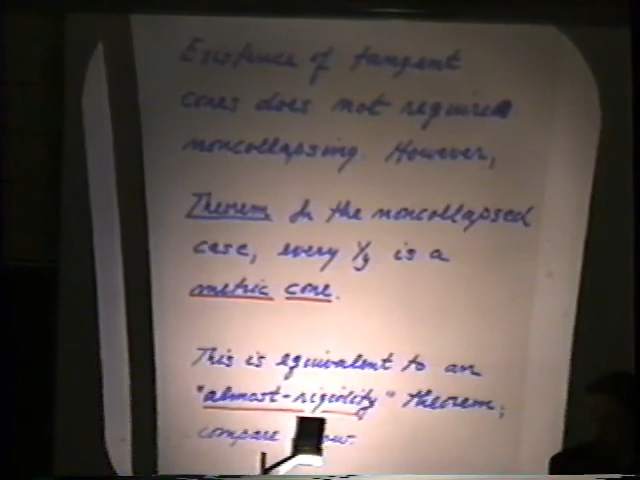 Existence of tangent
cones does not require
noncollapsing. However,
Theorem In the noncollapsed
case, every Yy is a
metric cone.
This is equivalent to an
"almost-rigidity" theorem;
compare